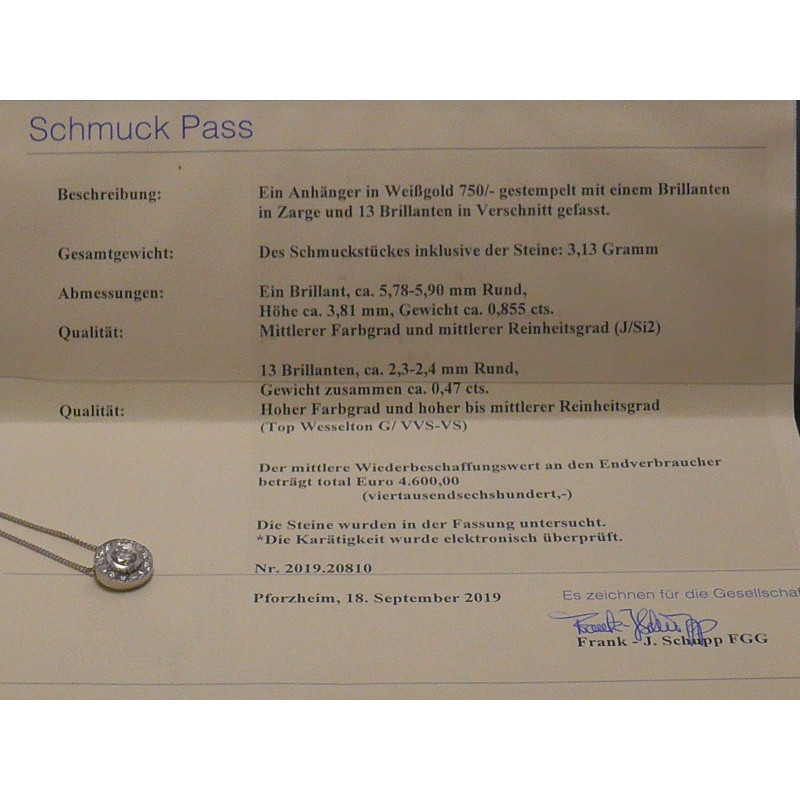 Schmuck Pass
Beschreibung: Ein Anhänger in Weißgold 750/- gestempelt mit einem Brillanten
in Zarge und 13 Brillanten in Verschnitt gefasst.
Gesamtgewicht: Des Schmuckstückes inklusive der Steine: 3,13 Gramm
Abmessungen: Ein Brillant, ca. 5,78-5,90 mm Rund,
Höhe ca. 3,81 mm, Gewicht ca. 0,855 cts.
Qualität: Mittlerer Farbgrad und mittlerer Reinheitsgrad (J/Si2)
13 Brillanten, ca. 2,3-2,4 mm Rund,
Gewicht zusammen ca. 0,47 cts.
Qualität: Hoher Farbgrad und hoher bis mittlerer Reinheitsgrad
(Top Wesselton G/ VVS-VS)
Der mittlere Wiederbeschaffungswert an den Endverbraucher
beträgt total Euro 4.600,00
(viertausendsechshundert,-)
Die Steine wurden in der Fassung untersucht.
*Die Karätigkeit wurde elektronisch überprüft.
Nr. 2019.20810
Pforzheim, 18. September 2019
Es zeichnen für die Gesellscha
Frank - J. Schupp
Frank - J. Schupp FGG